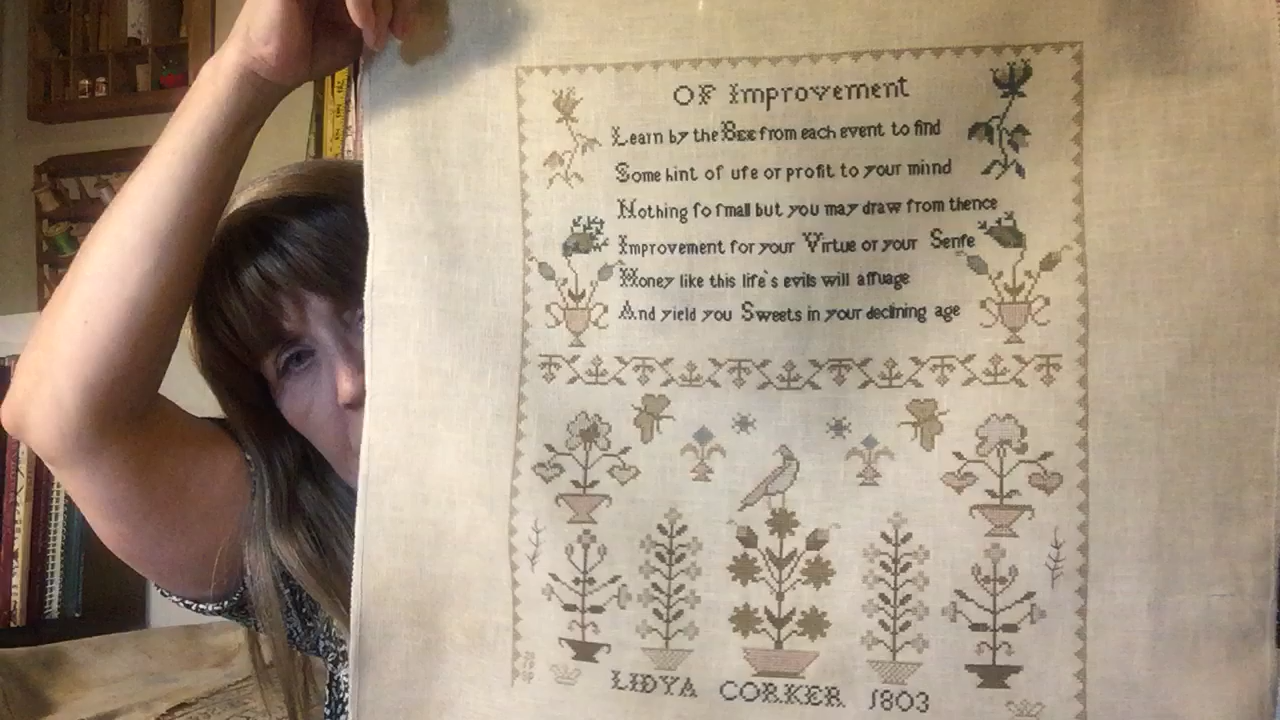 OF Improvement
Learn by the Bee from each event to find
Some hint of ufe or profit to your mind
Nothing fo fmall but you may draw from thence
Improvement for your Virtue or your Senfe
Honey like this life's evils will affuage
And yield you Sweets in your declining age
LIDYA CORKER 1803